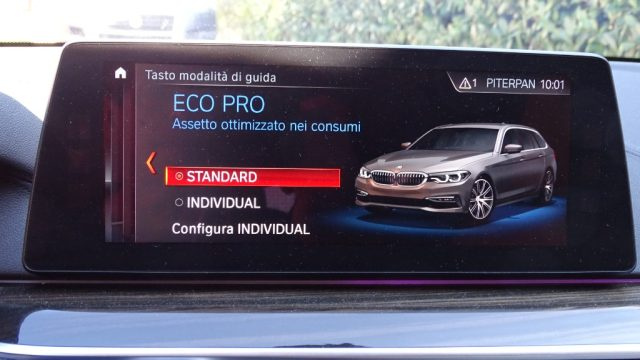 Tasto modalità di guida
1 PITERPAN 10:01
ECO PRO
Assetto ottimizzato nei consumi
STANDARD
INDIVIDUAL
Configura INDIVIDUAL